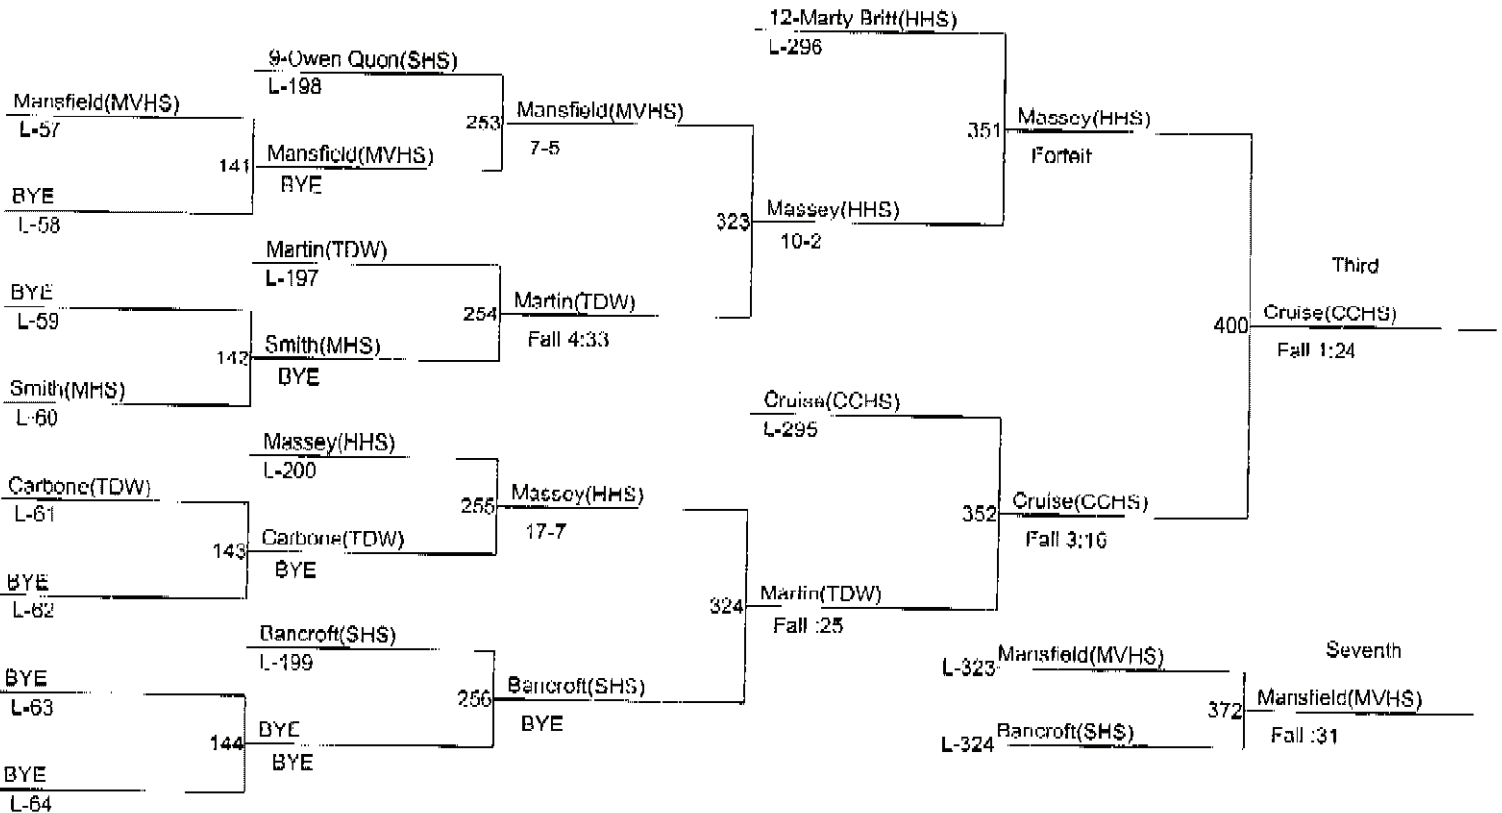 12-Marty Britt(HHS)
L-296
9-Owen Quon(SHS)
L-198
Mansfield(MVHS)
L-57
253
Mansfield(MVHS)
7-5
351
Massey(HHS)
Forfeit
141
Mansfield(MVHS)
BYE
BYE
L-58
323
Massey(HHS)
10-2
Martin(TDW)
L-197
Third
BYE
L-59
254
Martin(TDW)
Fall 4:33
400
Cruise(CCHS)
Fall 1:24
142
Smith(MHS)
BYE
Smith(MHS)
L-60
Cruise(CCHS)
L-295
Massey(HHS)
L-200
Carbone(TDW)
L-61
255
Massey(HHS)
17-7
352
Cruise(CCHS)
Fall 3:16
143
Carbone(TDW)
BYE
BYE
L-62
324
Martin(TDW)
Fall :25
Bancroft(SHS)
L-199
L-323
Mansfield(MVHS)
Seventh
BYE
L-63
256
Bancroft(SHS)
BYE
372
Mansfield(MVHS)
Fall :31
144
BYE
BYE
L-324
Bancroft(SHS)
BYE
L-64